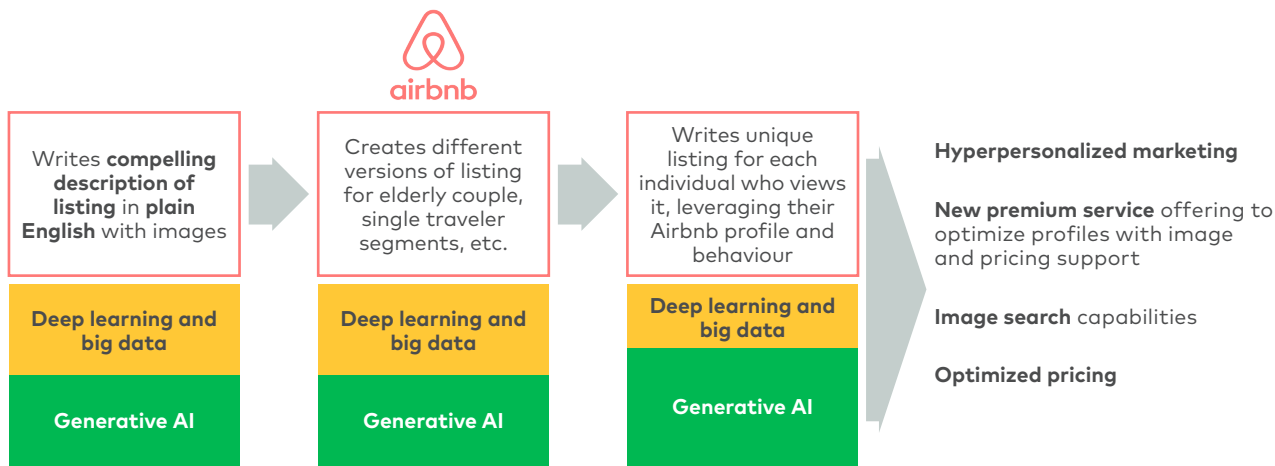 airbnb
Writes compelling
description of
listing in plain
English with images
Deep learning and
big data
Generative AI
Creates different
versions of listing
for elderly couple,
single traveler
segments, etc.
Deep learning and
big data
Generative AI
Writes unique
listing for each
individual who views
it, leveraging their
Airbnb profile and
behaviour
Deep learning and
big data
Generative AI
Hyperpersonalized marketing
New premium service offering to
optimize profiles with image
and pricing support
Image search capabilities
Optimized pricing